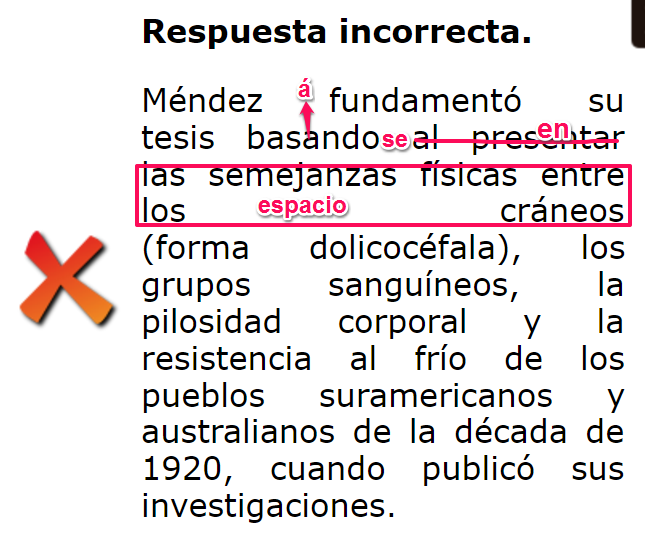 Respuesta incorrecta.
á
Méndez fundamentó su
tesis basando se al presentar en
las semejanzas físicas entre
los espacio cráneos
(forma dolicocéfala), los
grupos sanguíneos, la
pilosidad corporal y la
resistencia al frío de los
pueblos suramericanos y
australianos de la década de
1920, cuando publicó sus
investigaciones.